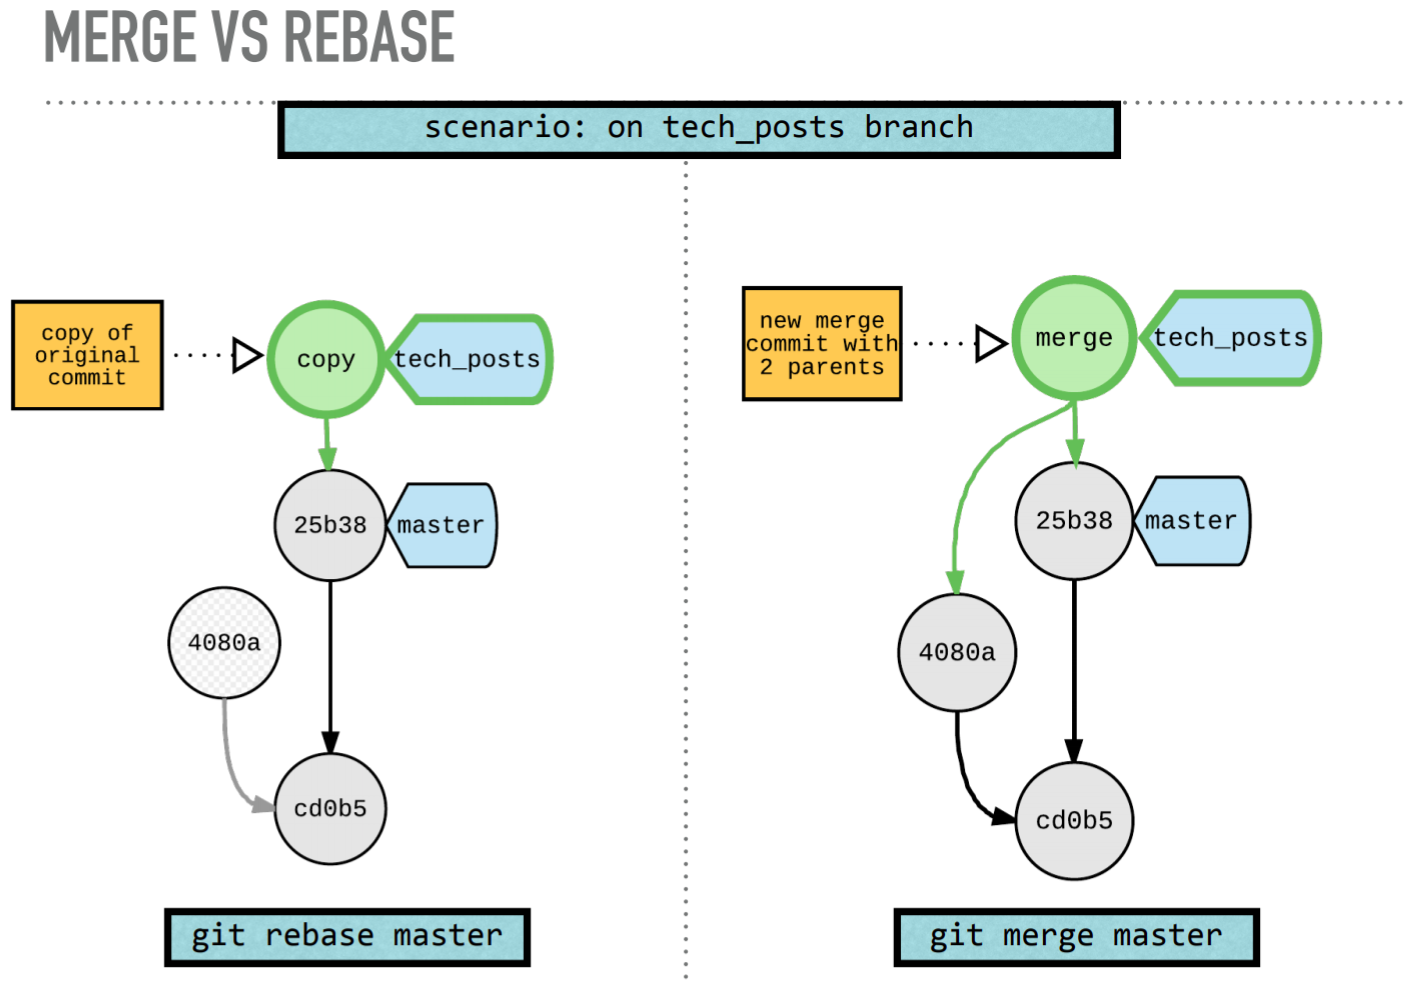 MERGE VS REBASE
scenario: on tech_posts branch
copy of
original
commit
copy
tech_posts
25b38
master
4080a
cd0b5
git rebase master
new merge
commit with
2 parents
merge
tech_posts
25b38
master
4080a
cd0b5
git merge master